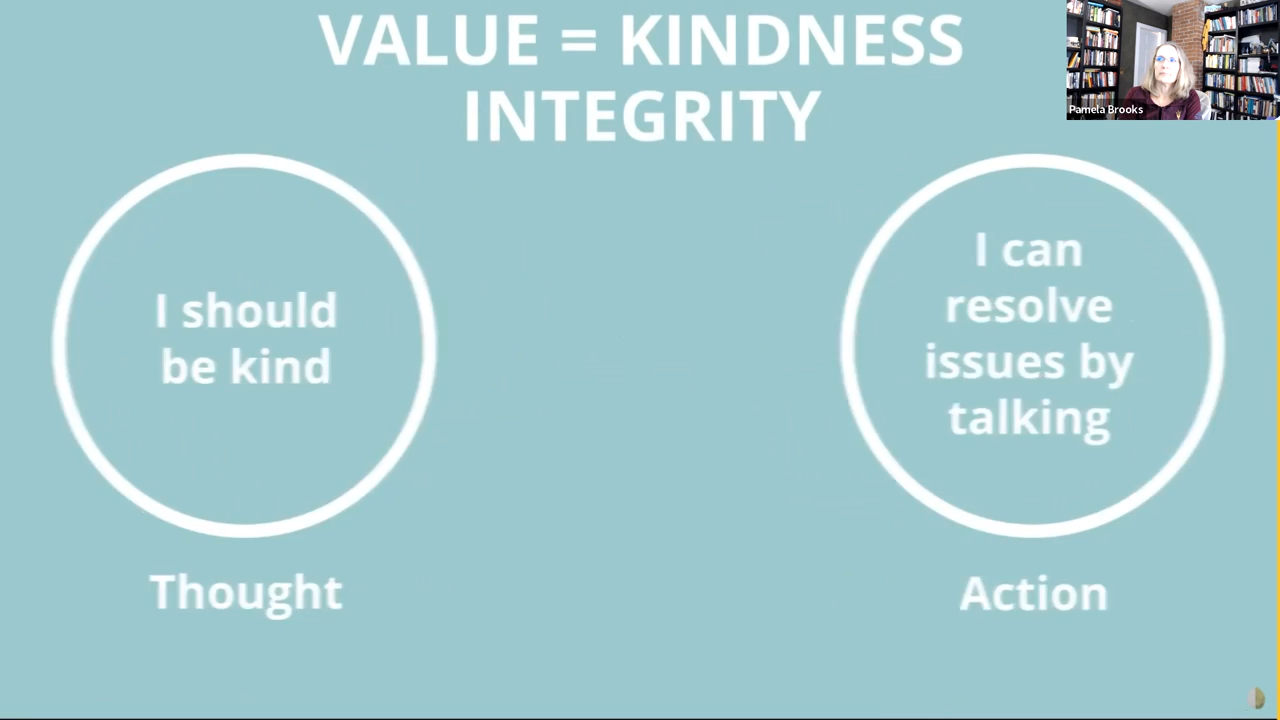 VALUE = KINDNESS
INTEGRITY
Pamela Brooks
I should
be kind
I can
resolve
issues by
talking
Thought
Action